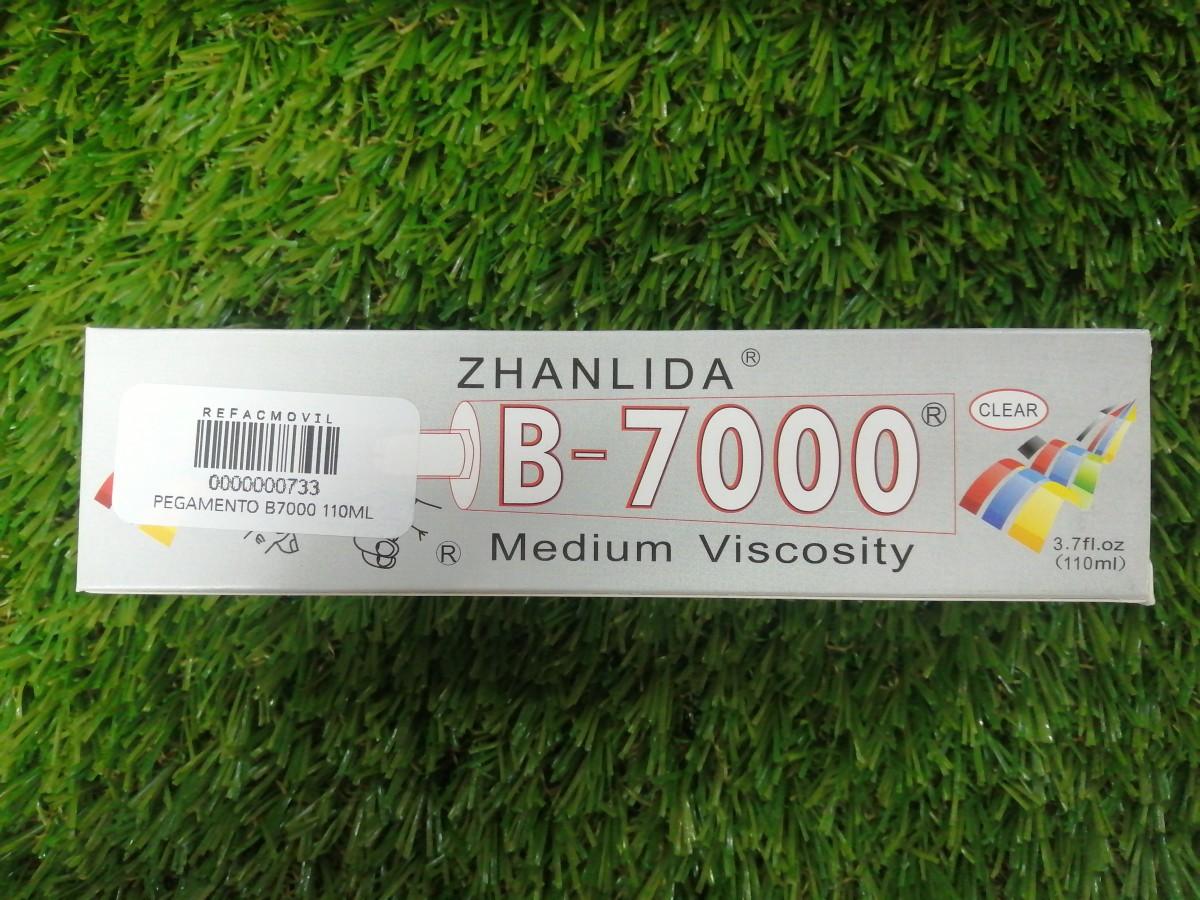 ZHANLIDA®
REFACMOVIL
0000000733
PEGAMENTO B7000 110ML
B-7000®
CLEAR
® Medium Viscosity
3.7fl.oz
(110ml)